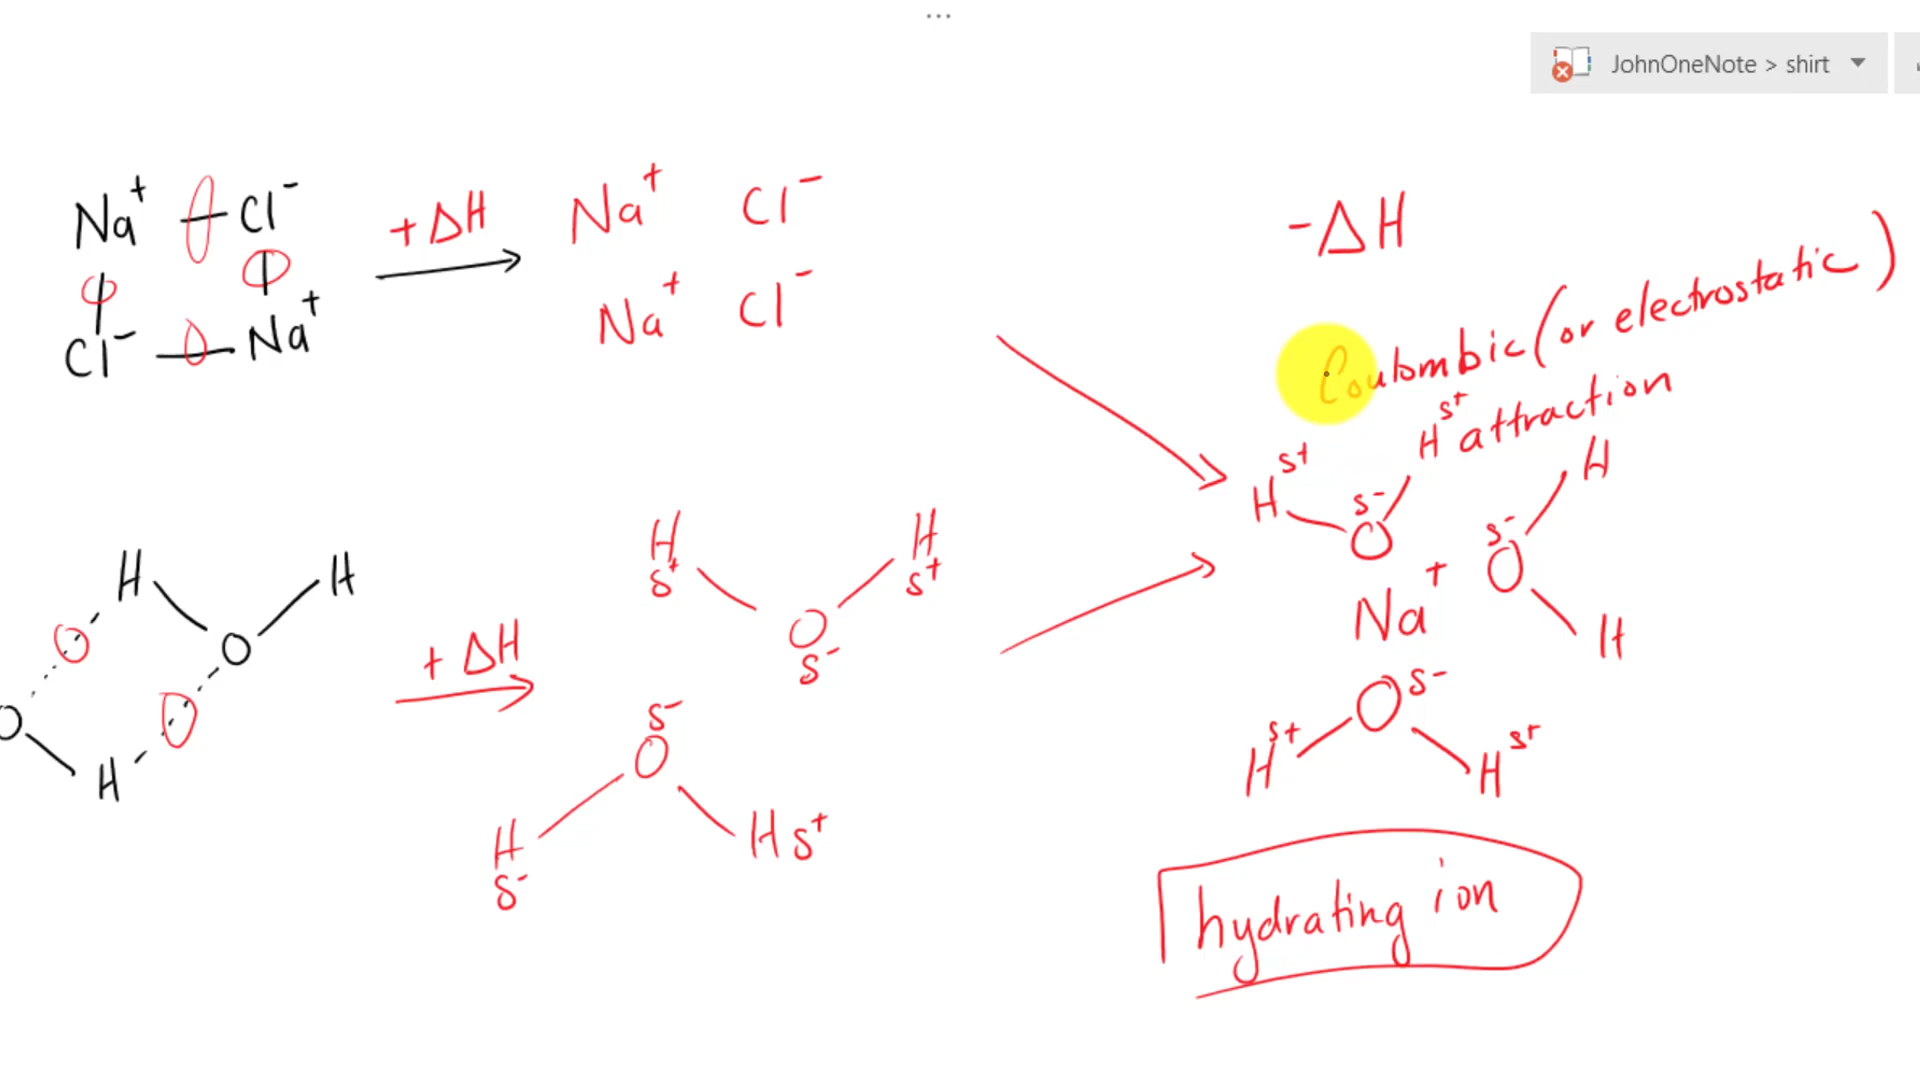 JohnOneNote > shirt
Na⁺ Cl⁻
Cl⁻ Na⁺
+ΔH
Na⁺ Cl⁻
Na⁺ Cl⁻
-ΔH
Coulombic (or electrostatic)
attraction
H H
O
O
H
+ΔH
H H
δ⁺ δ⁺
O
δ⁻
δ⁻
O
H H δ⁺
δ⁻
δ⁺ δ⁺
H H
δ⁻
O
H
δ⁻
O
H
Na⁺
O δ⁻
δ⁺ δ⁺
H H
hydrating ion